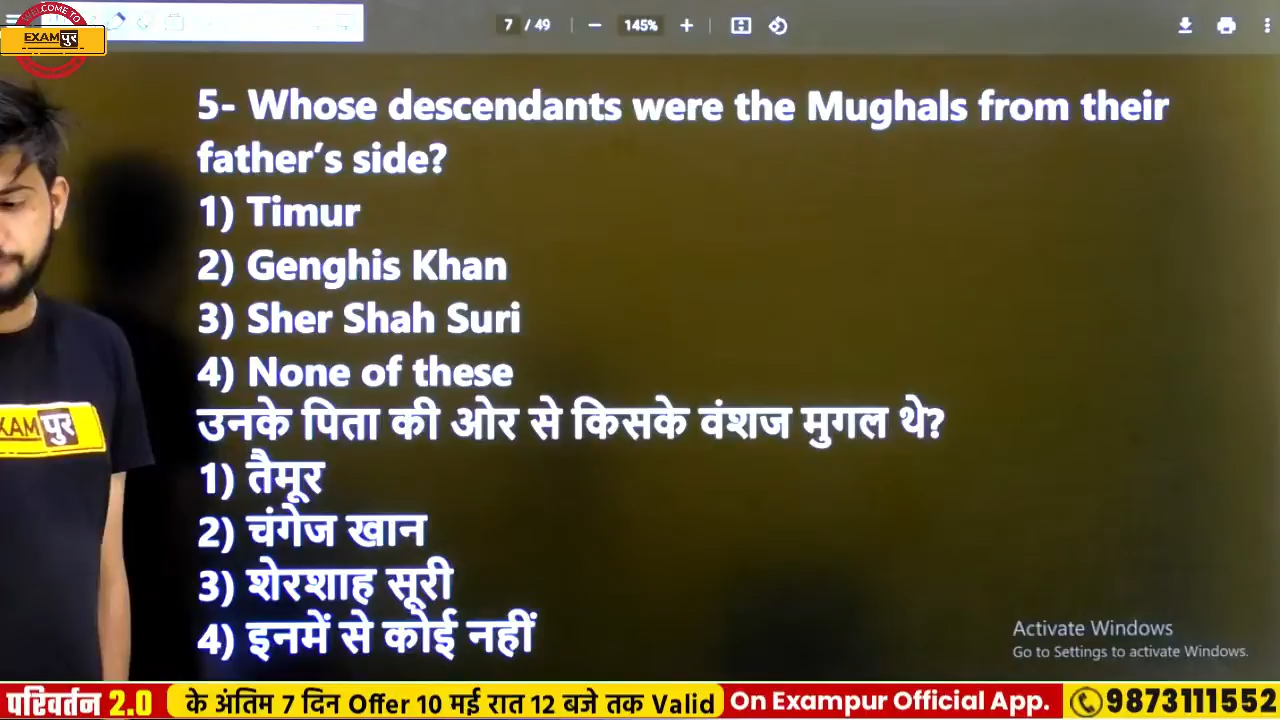 WELCOME TO
EXAMपुर
7 / 49
145%
5- Whose descendants were the Mughals from their
father's side?
1) Timur
2) Genghis Khan
3) Sher Shah Suri
4) None of these
उनके पिता की ओर से किसके वंशज मुगल थे?
1) तैमूर
2) चंगेज खान
3) शेरशाह सूरी
4) इनमें से कोई नहीं
XAMपुर
Activate Windows
Go to Settings to activate Windows.
परिवर्तन 2.0 के अंतिम 7 दिन Offer 10 मई रात 12 बजे तक Valid On Exampur Official App. 9873111552